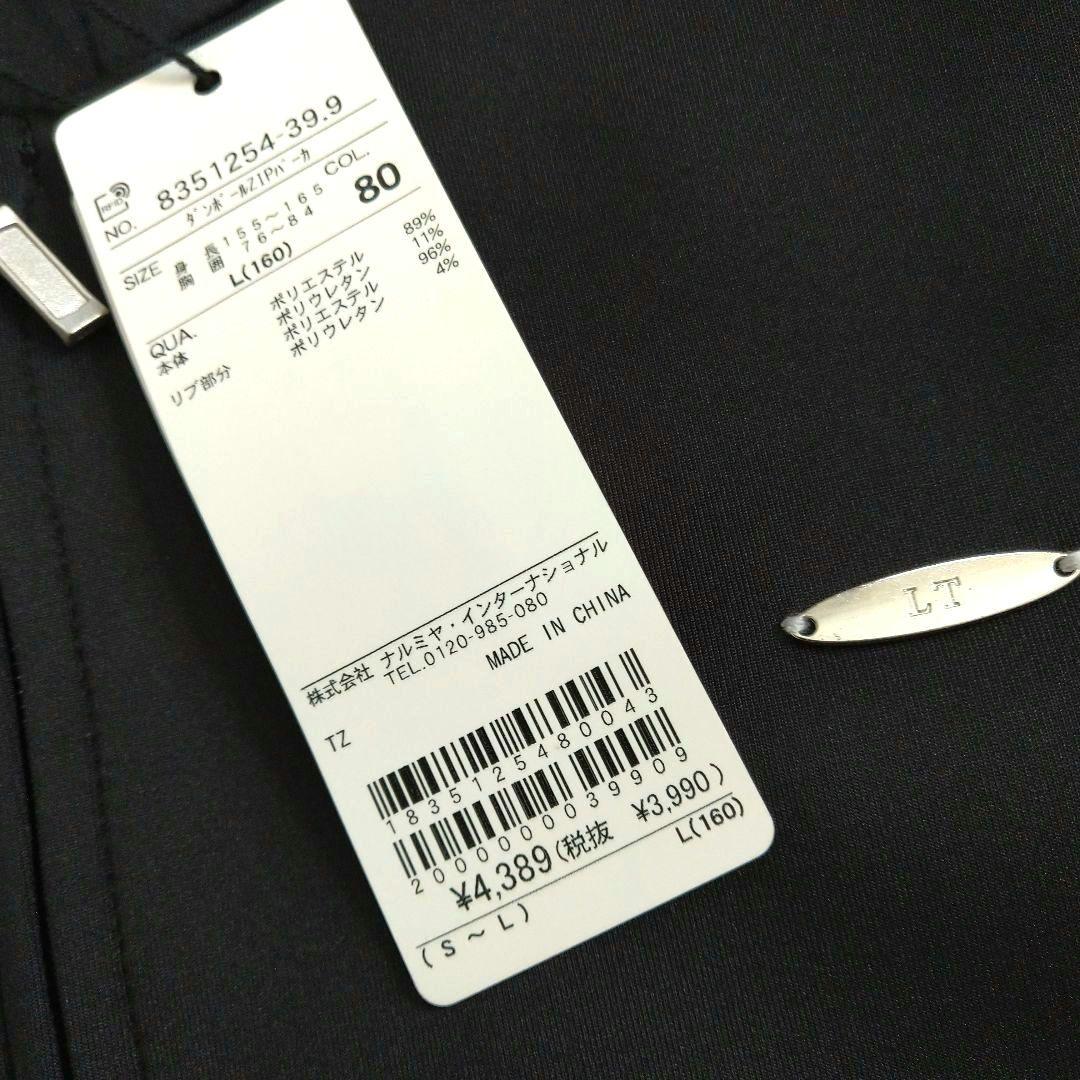 RFID
NO. 8351254-39.9
ﾀﾞﾝﾎﾞｰﾙZIPﾊﾟｰｶ
SIZE 身 長 155～165 COL.
胸 囲 76～84 80
L(160)
QUA.
本体 ポリエステル 89%
ポリウレタン 11%
リブ部分 ポリエステル 96%
ポリウレタン 4%
株式会社 ナルミヤ・インターナショナル
TEL.0120-985-080
MADE IN CHINA
TZ
1835125480043
2000000039909
¥4,389(税抜 ¥3,990)
L(160)
(S～L)
LT